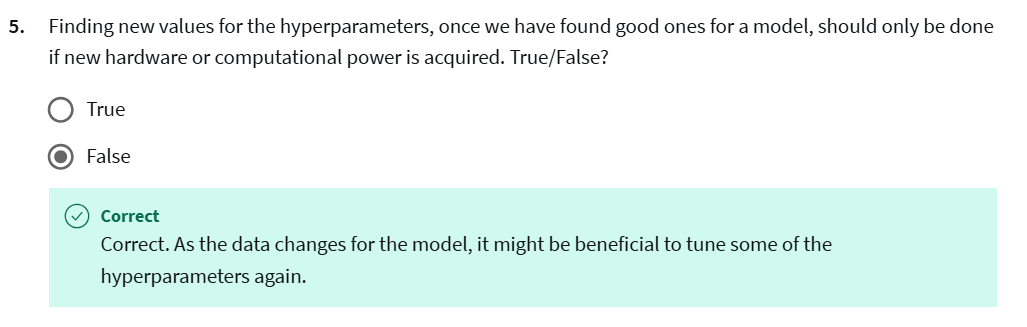 5. Finding new values for the hyperparameters, once we have found good ones for a model, should only be done
if new hardware or computational power is acquired. True/False?
True
False
Correct
Correct. As the data changes for the model, it might be beneficial to tune some of the
hyperparameters again.